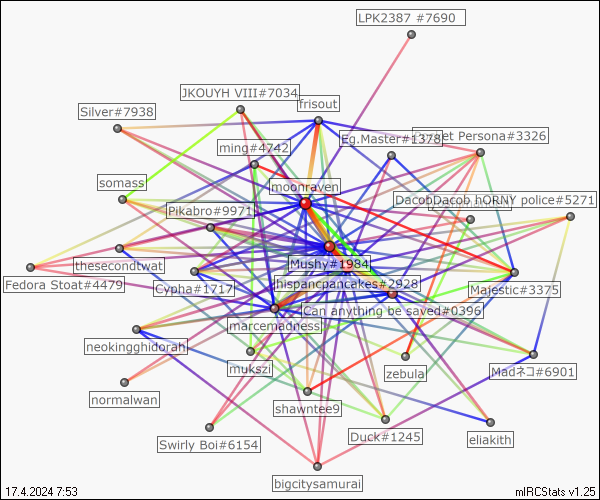 LPK2387 #7690
JKOUYH VIII#7034
frisout
Silver#7938
Eg.Master#1378
et Persona#3326
ming#4742
moonraven
somass
DacobDacob hORNY police#5271
Pikabro#9971
thesecondtwat
Mushy#1984
Fedora Stoat#4479
Cypha#1717
hispancpancakes#2928
Majestic#3375
Can anything be saved#0396
marcemadness
neokingghidorah
mukszi
zebula
Madネコ#6901
normalwan
shawntee9
Swirly Boi#6154
Duck#1245
eliakith
bigcitysamurai
17.4.2024 7:53
mIRCStats v1.25